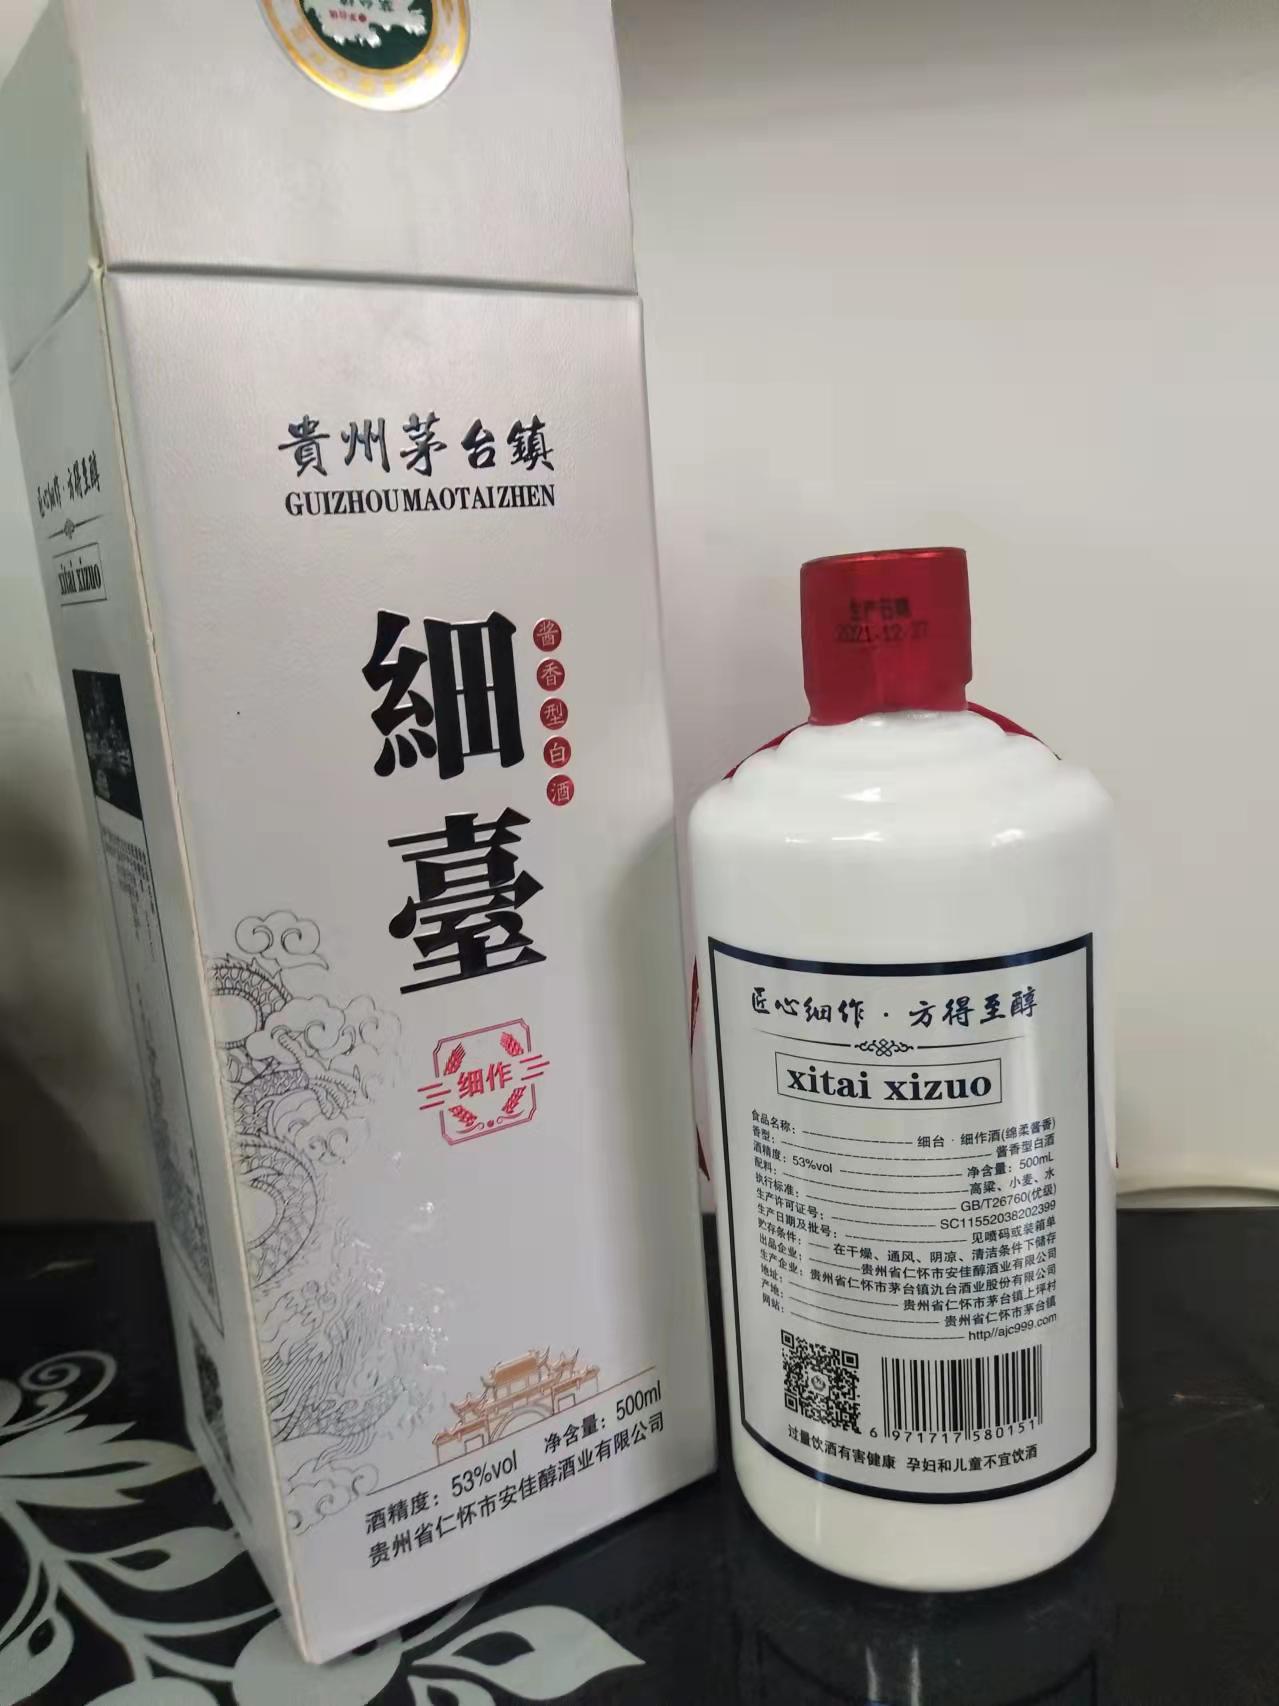 貴州茅台鎮
GUIZHOUMAOTAIZHEN
細臺
酱香型白酒
细作
酒精度：53%vol 净含量：500ml
贵州省仁怀市安佳醇酒业有限公司
匠心细作·方得至醇
xitai xizuo
生产日期
2021.12.27
匠心细作·方得至醇
xitai xizuo
食品名称：细台·细作酒(绵柔酱香)
香型：酱香型白酒
酒精度：53%vol 净含量：500mL
配料：高粱、小麦、水
执行标准：GB/T26760(优级)
生产许可证号：SC11552038202399
生产日期及批号：见喷码或装箱单
贮存条件：在干燥、通风、阴凉、清洁条件下储存
出品企业：贵州省仁怀市安佳醇酒业有限公司
生产企业：贵州省仁怀市茅台镇氿台酒业股份有限公司
地址：贵州省仁怀市茅台镇上坪村
产地：贵州省仁怀市茅台镇
网站：http//ajc999.com
6 971717 580151
过量饮酒有害健康 孕妇和儿童不宜饮酒